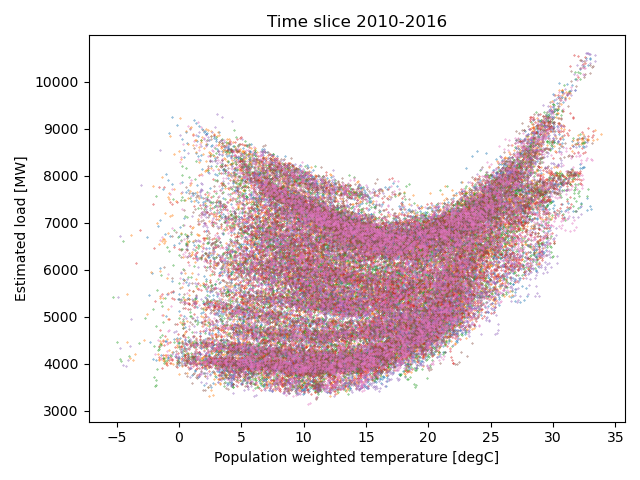 Time slice 2010-2016
Estimated load [MW]
10000
9000
8000
7000
6000
5000
4000
3000
−5 0 5 10 15 20 25 30 35
Population weighted temperature [degC]